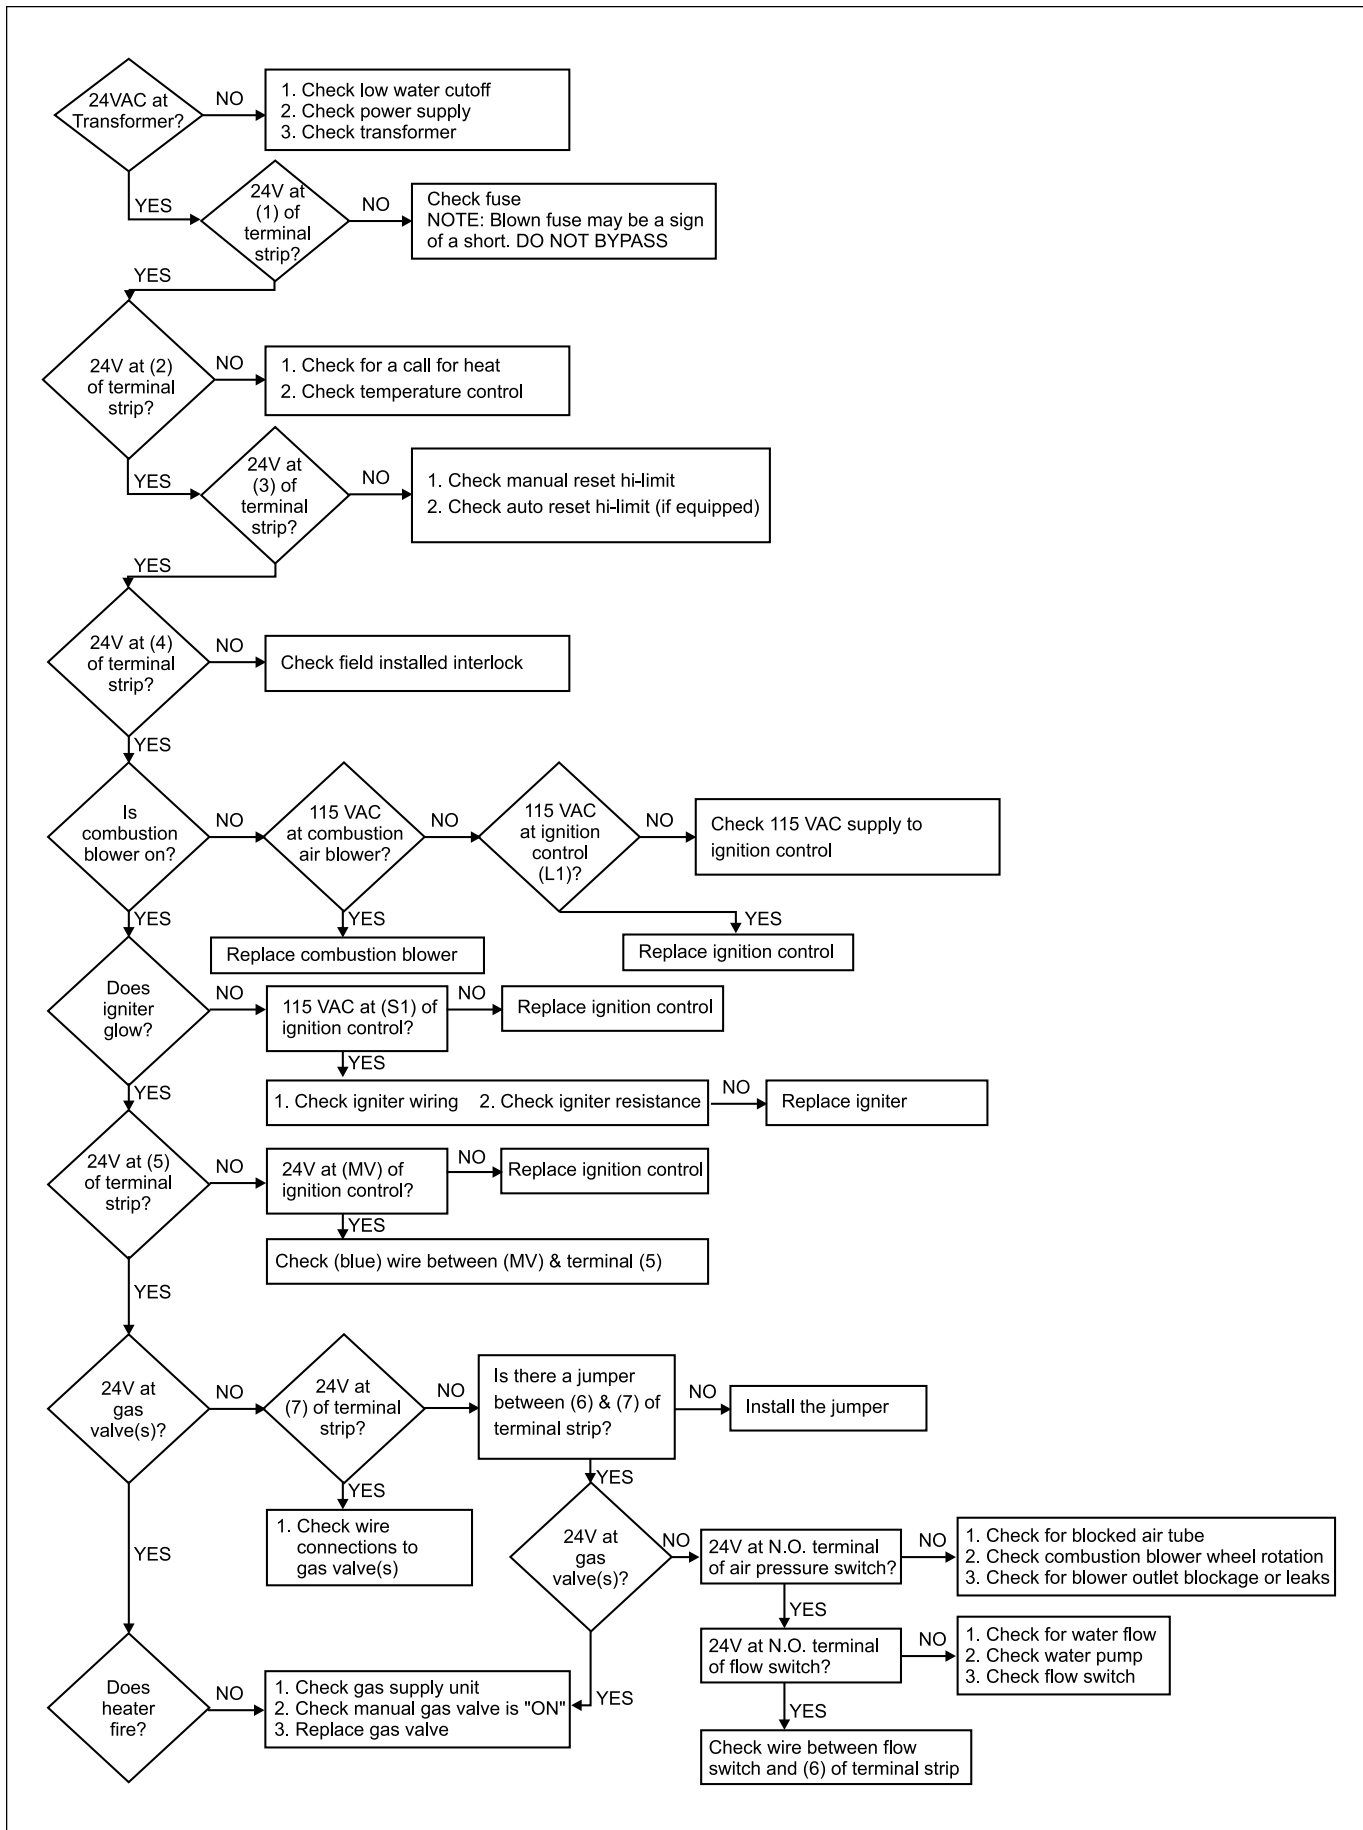 24VAC at
Transformer?
NO
1. Check low water cutoff
2. Check power supply
3. Check transformer
YES
24V at
(1) of
terminal
strip?
NO
Check fuse
NOTE: Blown fuse may be a sign
of a short. DO NOT BYPASS
YES
24V at (2)
of terminal
strip?
NO
1. Check for a call for heat
2. Check temperature control
YES
24V at
(3) of
terminal
strip?
NO
1. Check manual reset hi-limit
2. Check auto reset hi-limit (if equipped)
YES
24V at (4)
of terminal
strip?
NO
Check field installed interlock
YES
Is
combustion
blower on?
NO
115 VAC
at combustion
air blower?
NO
115 VAC
at ignition
control
(L1)?
NO
Check 115 VAC supply to
ignition control
YES
YES
YES
Replace combustion blower
Replace ignition control
Does
igniter
glow?
NO
115 VAC at (S1) of
ignition control?
NO
Replace ignition control
YES
YES
1. Check igniter wiring 2. Check igniter resistance
NO
Replace igniter
24V at (5)
of terminal
strip?
NO
24V at (MV) of
ignition control?
NO
Replace ignition control
YES
Check (blue) wire between (MV) & terminal (5)
YES
24V at
gas
valve(s)?
NO
24V at
(7) of terminal
strip?
NO
Is there a jumper
between (6) & (7) of
terminal strip?
NO
Install the jumper
YES
YES
1. Check wire
connections to
gas valve(s)
24V at
gas
valve(s)?
NO
24V at N.O. terminal
of air pressure switch?
NO
1. Check for blocked air tube
2. Check combustion blower wheel rotation
3. Check for blower outlet blockage or leaks
YES
YES
24V at N.O. terminal
of flow switch?
NO
1. Check for water flow
2. Check water pump
3. Check flow switch
Does
heater
fire?
NO
1. Check gas supply unit
2. Check manual gas valve is "ON"
3. Replace gas valve
YES
YES
Check wire between flow
switch and (6) of terminal strip